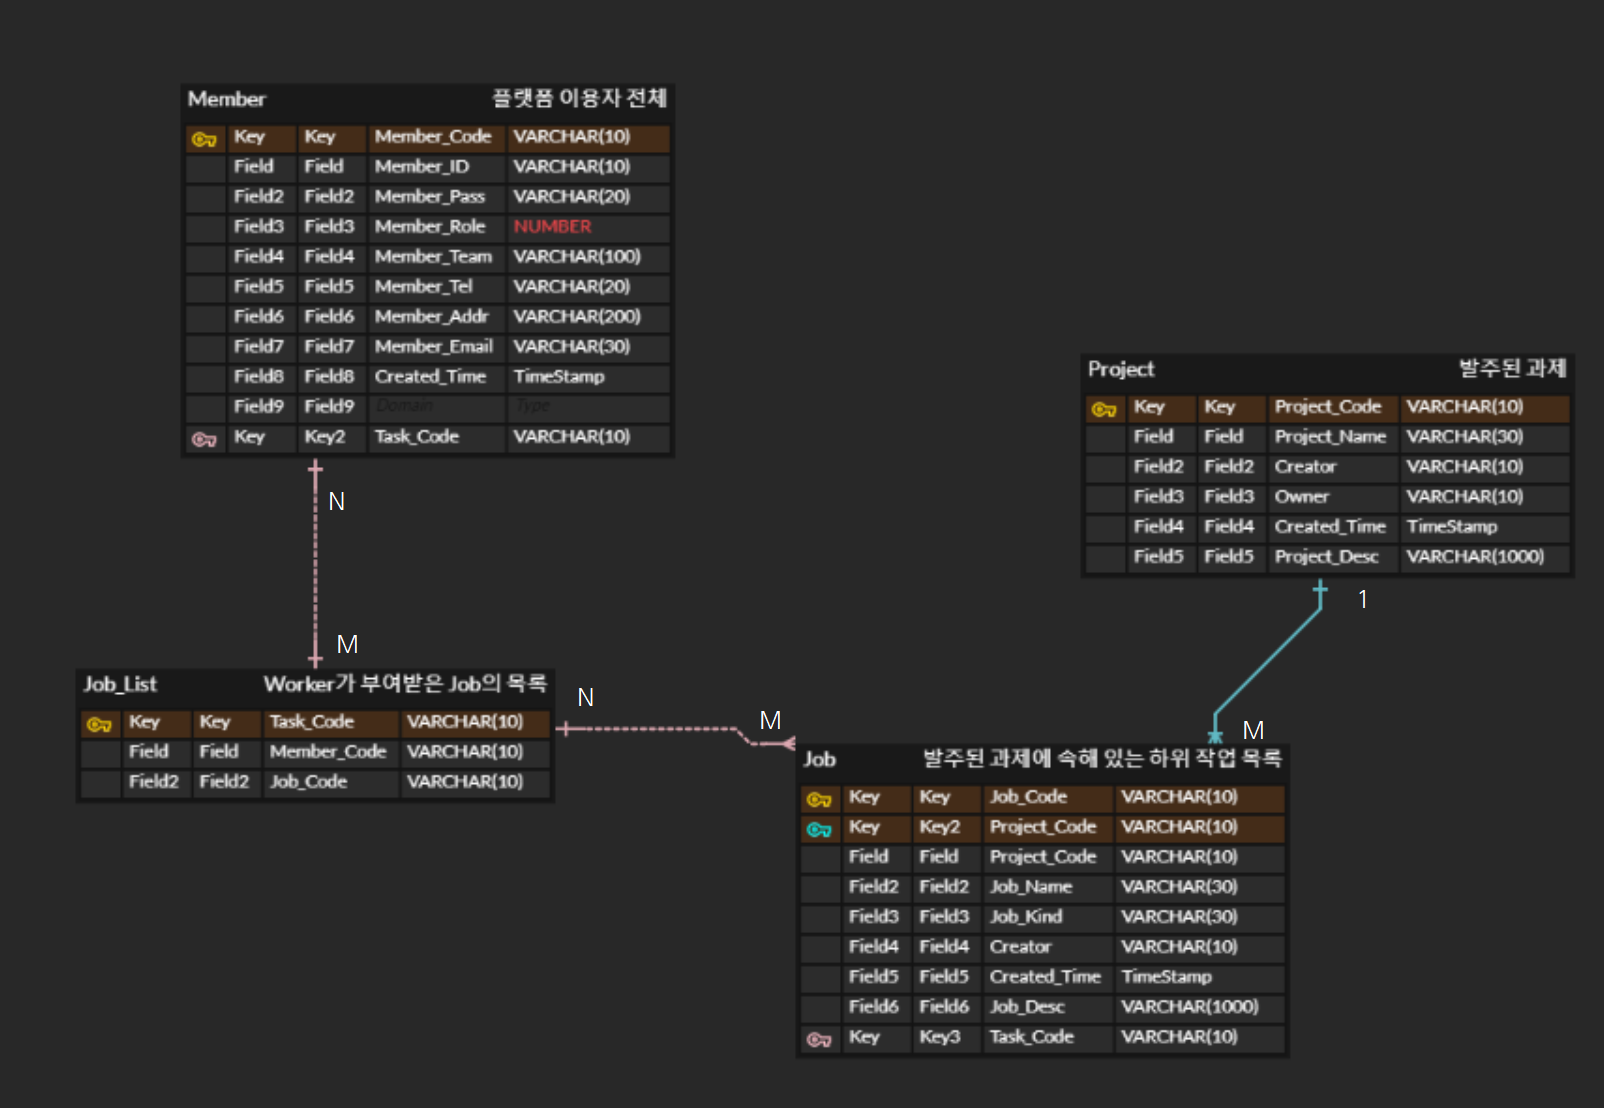 Member 플랫폼 이용자 전체
Key Key Member_Code VARCHAR(10)
Field Field Member_ID VARCHAR(10)
Field2 Field2 Member_Pass VARCHAR(20)
Field3 Field3 Member_Role NUMBER
Field4 Field4 Member_Team VARCHAR(100)
Field5 Field5 Member_Tel VARCHAR(20)
Field6 Field6 Member_Addr VARCHAR(200)
Field7 Field7 Member_Email VARCHAR(30)
Field8 Field8 Created_Time TimeStamp
Field9 Field9 Domain Type
Key Key2 Task_Code VARCHAR(10)
N
M
Project 발주된 과제
Key Key Project_Code VARCHAR(10)
Field Field Project_Name VARCHAR(30)
Field2 Field2 Creator VARCHAR(10)
Field3 Field3 Owner VARCHAR(10)
Field4 Field4 Created_Time TimeStamp
Field5 Field5 Project_Desc VARCHAR(1000)
1
M
Job_List Worker가 부여받은 Job의 목록
Key Key Task_Code VARCHAR(10)
Field Field Member_Code VARCHAR(10)
Field2 Field2 Job_Code VARCHAR(10)
N
M
Job 발주된 과제에 속해 있는 하위 작업 목록
Key Key Job_Code VARCHAR(10)
Key Key2 Project_Code VARCHAR(10)
Field Field Project_Code VARCHAR(10)
Field2 Field2 Job_Name VARCHAR(30)
Field3 Field3 Job_Kind VARCHAR(30)
Field4 Field4 Creator VARCHAR(10)
Field5 Field5 Created_Time TimeStamp
Field6 Field6 Job_Desc VARCHAR(1000)
Key Key3 Task_Code VARCHAR(10)